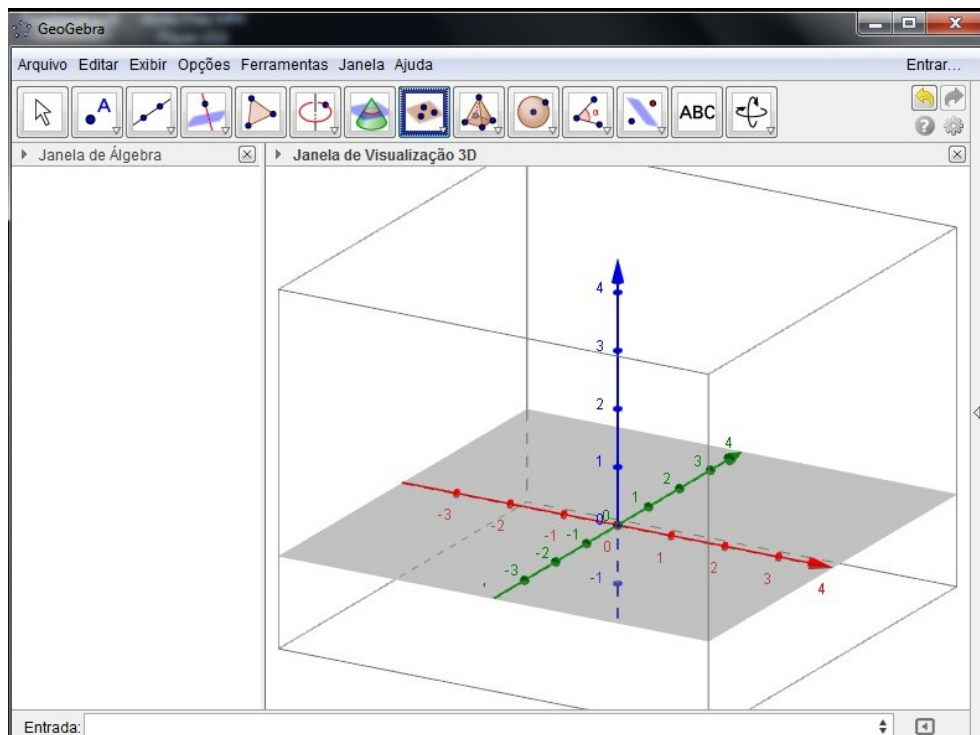 GeoGebra
Arquivo Editar Exibir Opções Ferramentas Janela Ajuda Entrar...
A α ABC
Janela de Álgebra Janela de Visualização 3D
4
3
2
1
0
-1
-3 -2 -1 0 1 2 3 4
-3 -2 -1 0 1 2 3 4
Entrada: